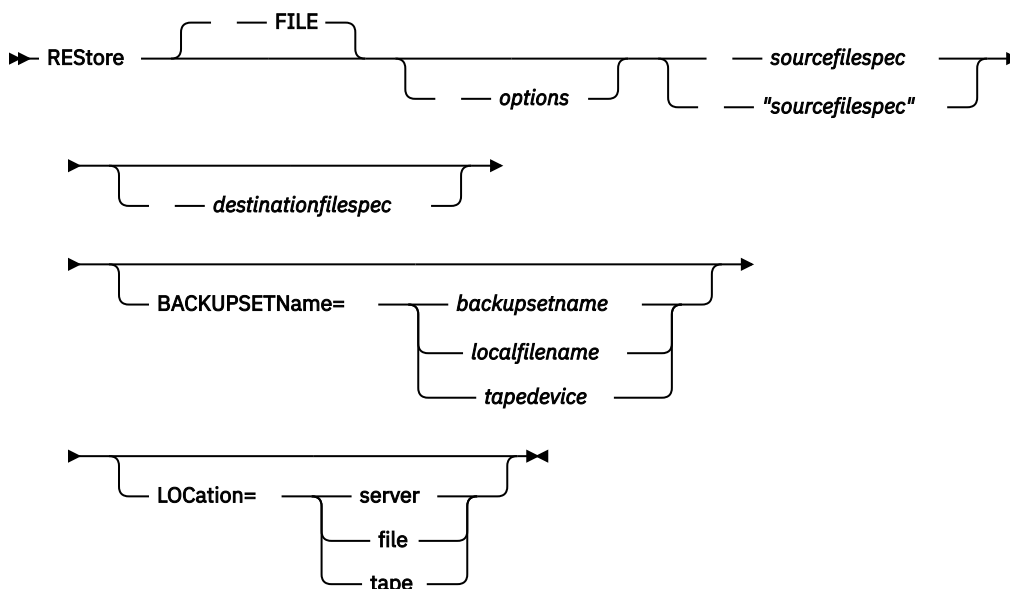 FILE
REStore
sourcefilespec
options
"sourcefilespec"
destinationfilespec
BACKUPSETName=
backupsetname
localfilename
tapedevice
LOCation=
server
file
tape